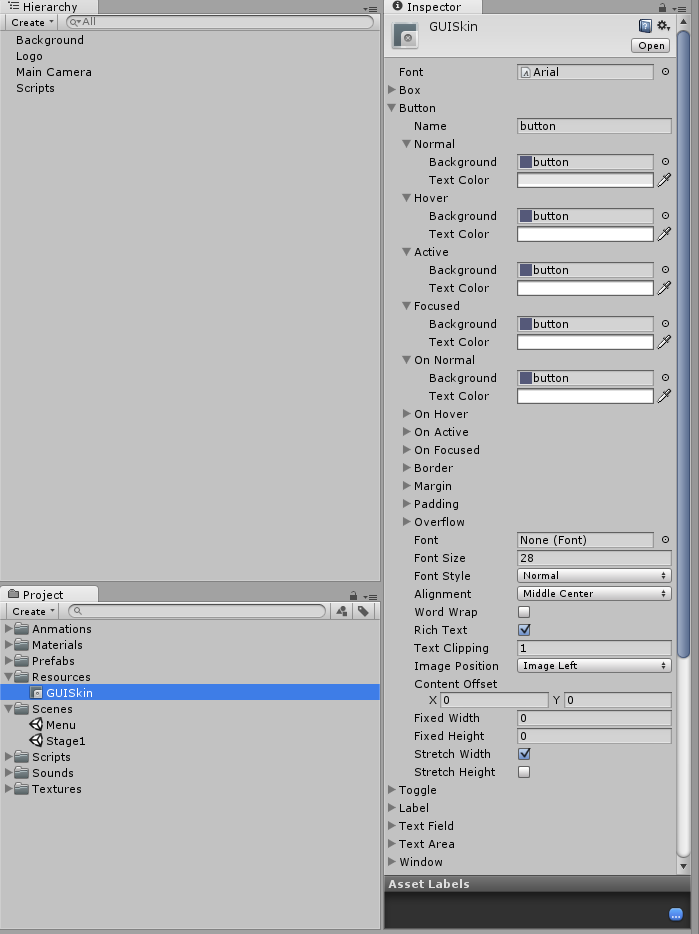 Hierarchy
Create
All
Background
Logo
Main Camera
Scripts
Project
Create
Anmations
Materials
Prefabs
Resources
GUISkin
Scenes
Menu
Stage1
Scripts
Sounds
Textures
Inspector
GUISkin
Open
Font Arial
Box
Button
Name button
Normal
Background button
Text Color
Hover
Background button
Text Color
Active
Background button
Text Color
Focused
Background button
Text Color
On Normal
Background button
Text Color
On Hover
On Active
On Focused
Border
Margin
Padding
Overflow
Font None (Font)
Font Size 28
Font Style Normal
Alignment Middle Center
Word Wrap
Rich Text
Text Clipping 1
Image Position Image Left
Content Offset
X 0 Y 0
Fixed Width 0
Fixed Height 0
Stretch Width
Stretch Height
Toggle
Label
Text Field
Text Area
Window
Asset Labels